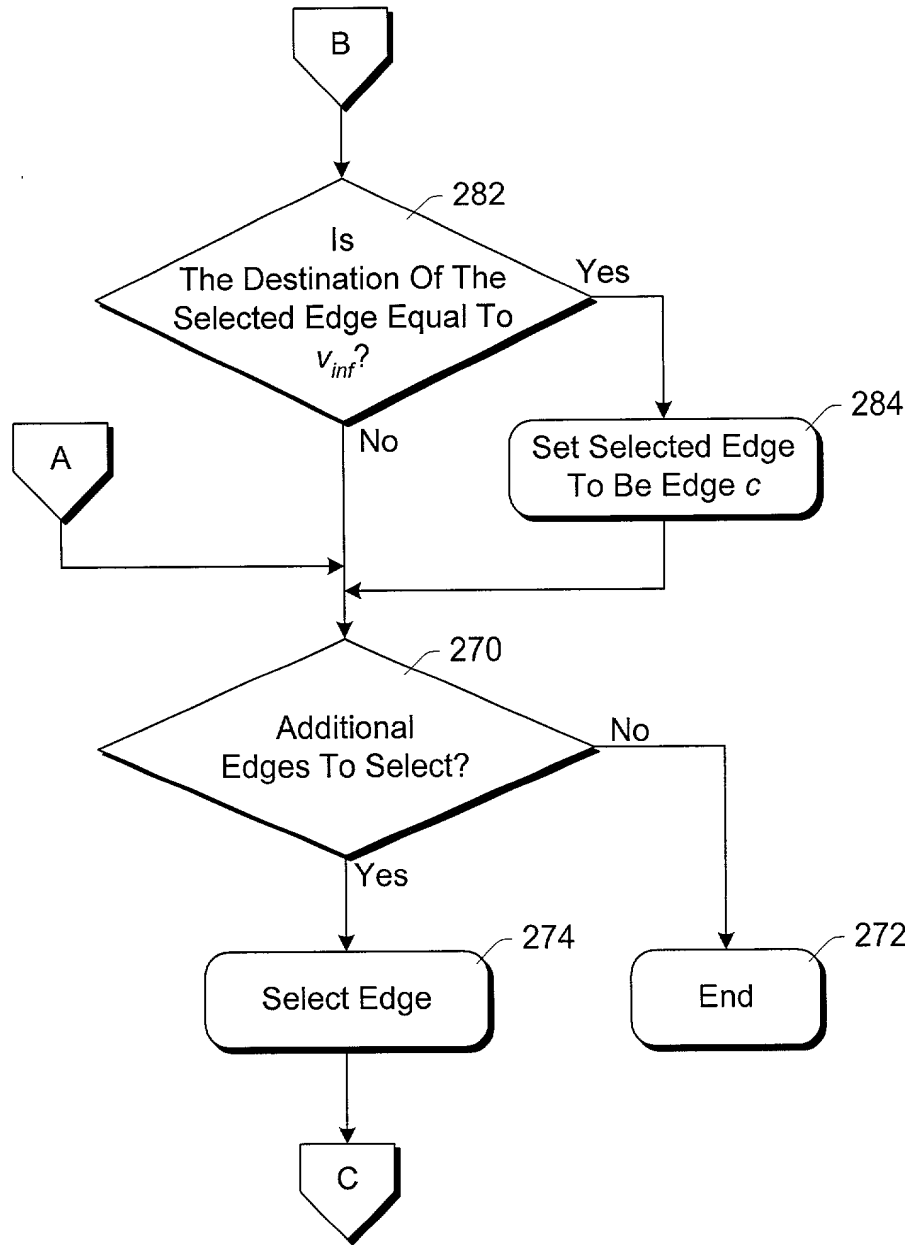 B
282
Is
The Destination Of The
Selected Edge Equal To
v_inf?
Yes
No
284
Set Selected Edge
To Be Edge c
A
270
Additional
Edges To Select?
No
Yes
274
Select Edge
272
End
C